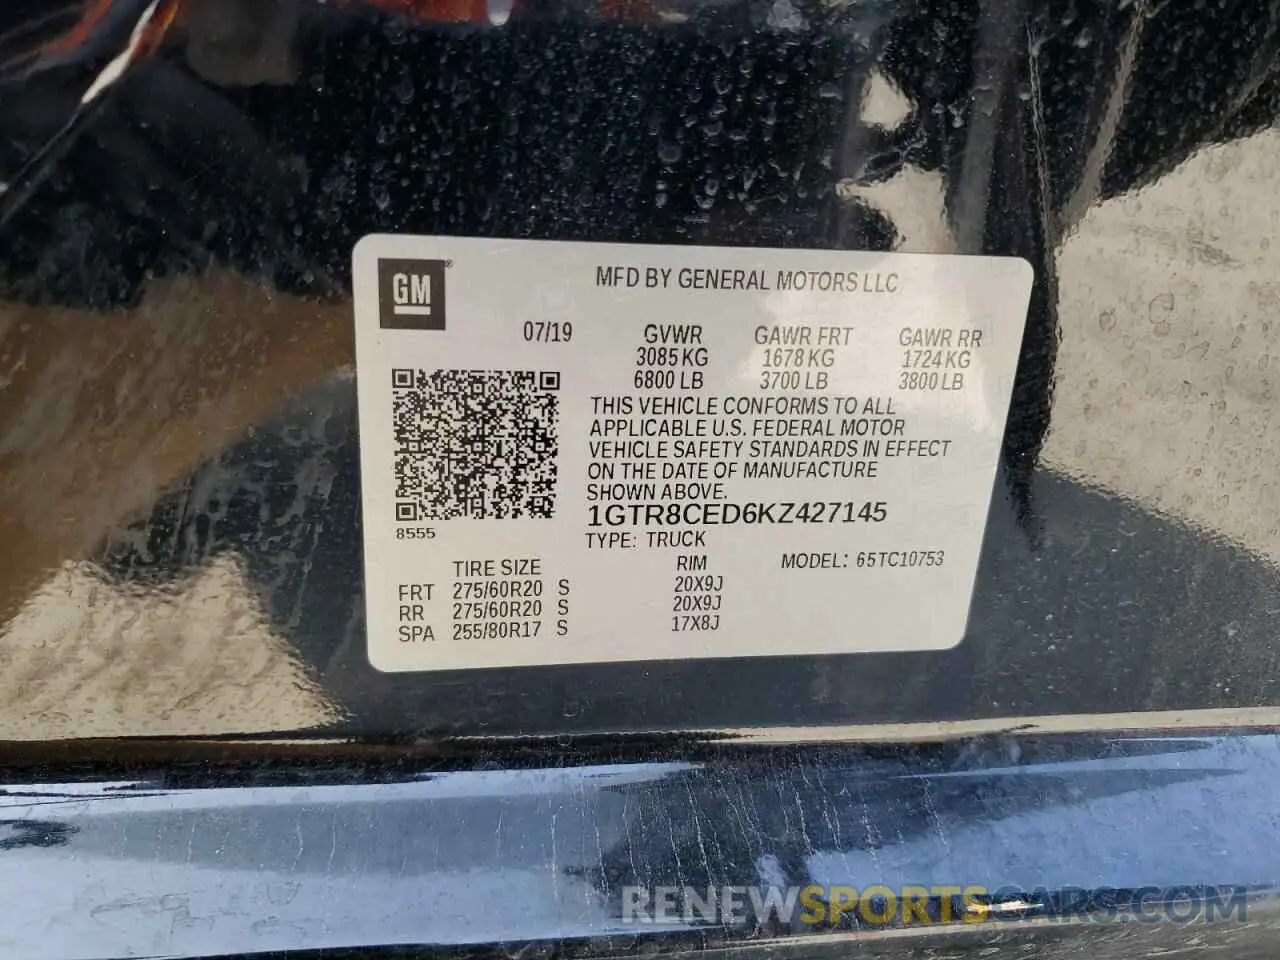 GM®
MFD BY GENERAL MOTORS LLC
07/19 GVWR GAWR FRT GAWR RR
3085 KG 1678 KG 1724 KG
6800 LB 3700 LB 3800 LB
THIS VEHICLE CONFORMS TO ALL
APPLICABLE U.S. FEDERAL MOTOR
VEHICLE SAFETY STANDARDS IN EFFECT
ON THE DATE OF MANUFACTURE
SHOWN ABOVE.
1GTR8CED6KZ427145
8555
TYPE: TRUCK
TIRE SIZE RIM MODEL: 65TC10753
FRT 275/60R20 S 20X9J
RR 275/60R20 S 20X9J
SPA 255/80R17 S 17X8J
RENEWSPORTSCARS.COM